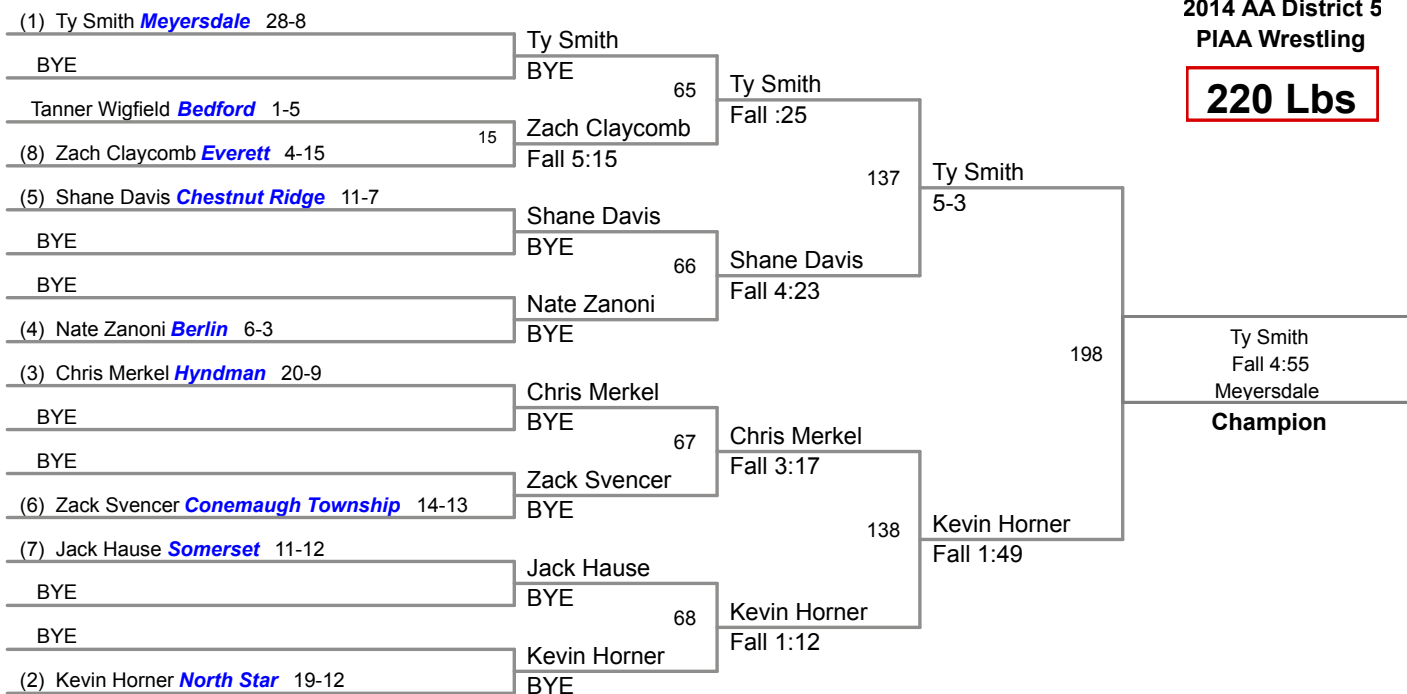 2014 AA District 5
PIAA Wrestling
220 Lbs
(1) Ty Smith Meyersdale 28-8
BYE
Tanner Wigfield Bedford 1-5
(8) Zach Claycomb Everett 4-15
(5) Shane Davis Chestnut Ridge 11-7
BYE
BYE
(4) Nate Zanoni Berlin 6-3
(3) Chris Merkel Hyndman 20-9
BYE
BYE
(6) Zack Svencer Conemaugh Township 14-13
(7) Jack Hause Somerset 11-12
BYE
BYE
(2) Kevin Horner North Star 19-12
15
Ty Smith
BYE
Zach Claycomb
Fall 5:15
Shane Davis
BYE
Nate Zanoni
BYE
Chris Merkel
BYE
Zack Svencer
BYE
Jack Hause
BYE
Kevin Horner
BYE
65
66
67
68
Ty Smith
Fall :25
Shane Davis
Fall 4:23
Chris Merkel
Fall 3:17
Kevin Horner
Fall 1:12
137
138
Ty Smith
5-3
Kevin Horner
Fall 1:49
198
Ty Smith
Fall 4:55
Meyersdale
Champion